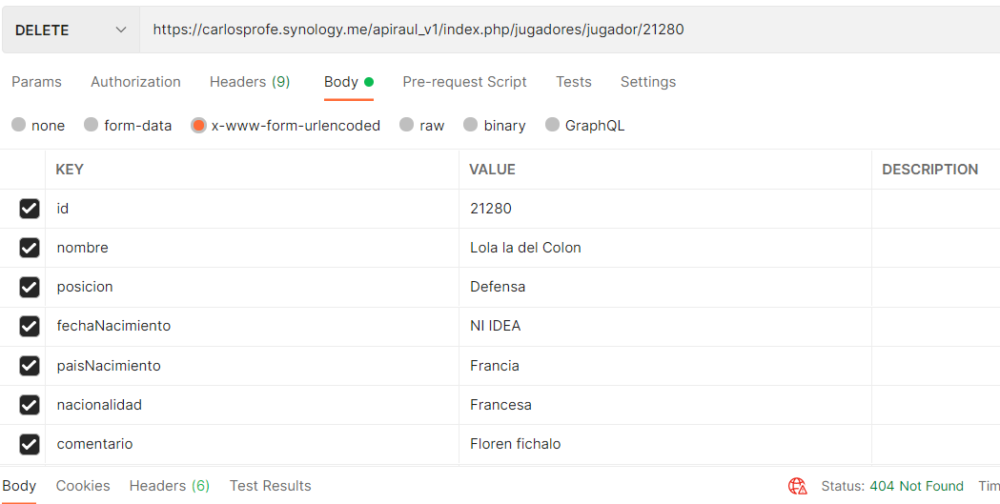 DELETE https://carlosprofe.synology.me/apiraul_v1/index.php/jugadores/jugador/21280
Params Authorization Headers (9) Body Pre-request Script Tests Settings
none form-data x-www-form-urlencoded raw binary GraphQL
KEY VALUE DESCRIPTION
id 21280
nombre Lola la del Colon
posicion Defensa
fechaNacimiento NI IDEA
paisNacimiento Francia
nacionalidad Francesa
comentario Floren fichalo
Body Cookies Headers (6) Test Results Status: 404 Not Found Tim